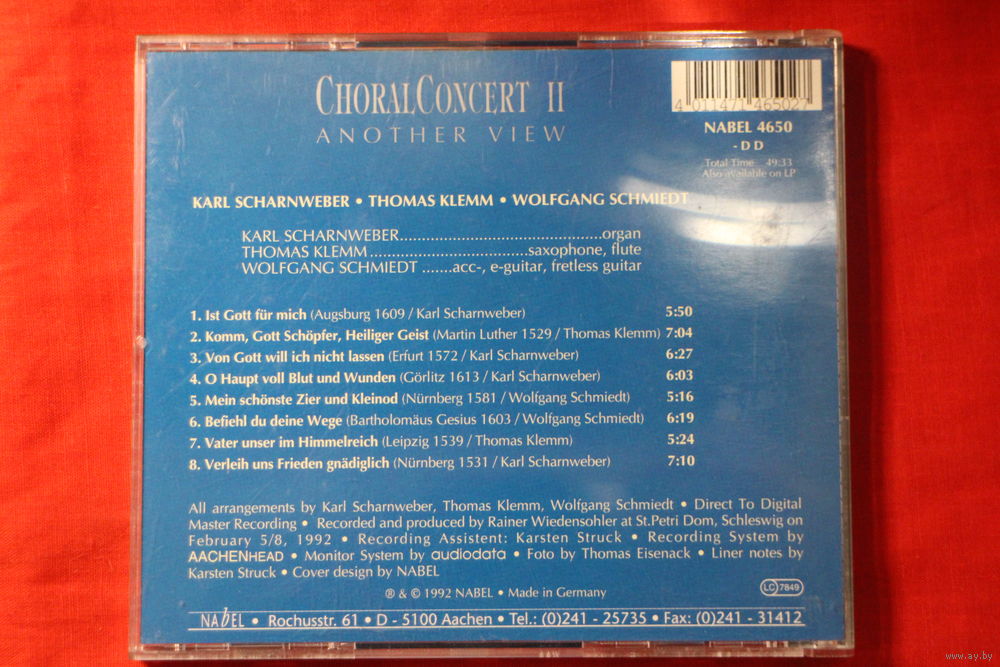 CHORALCONCERT II
ANOTHER VIEW
4 011471 465027
NABEL 4650
- D D
Total Time 49:33
Also available on LP
KARL SCHARNWEBER • THOMAS KLEMM • WOLFGANG SCHMIEDT
KARL SCHARNWEBER.............................................organ
THOMAS KLEMM...................................saxophone, flute
WOLFGANG SCHMIEDT .......acc-, e-guitar, fretless guitar
1. Ist Gott für mich (Augsburg 1609 / Karl Scharnweber) 5:50
2. Komm, Gott Schöpfer, Heiliger Geist (Martin Luther 1529 / Thomas Klemm) 7:04
3. Von Gott will ich nicht lassen (Erfurt 1572 / Karl Scharnweber) 6:27
4. O Haupt voll Blut und Wunden (Görlitz 1613 / Karl Scharnweber) 6:03
5. Mein schönste Zier und Kleinod (Nürnberg 1581 / Wolfgang Schmiedt) 5:16
6. Befiehl du deine Wege (Bartholomäus Gesius 1603 / Wolfgang Schmiedt) 6:19
7. Vater unser im Himmelreich (Leipzig 1539 / Thomas Klemm) 5:24
8. Verleih uns Frieden gnädiglich (Nürnberg 1531 / Karl Scharnweber) 7:10
All arrangements by Karl Scharnweber, Thomas Klemm, Wolfgang Schmiedt • Direct To Digital
Master Recording • Recorded and produced by Rainer Wiedensohler at St.Petri Dom, Schleswig on
February 5/8, 1992 • Recording Assistent: Karsten Struck • Recording System by
AACHENHEAD • Monitor System by audiodata • Foto by Thomas Eisenack • Liner notes by
Karsten Struck • Cover design by NABEL
℗ & © 1992 NABEL • Made in Germany
LC 7849
NABEL • Rochusstr. 61 • D - 5100 Aachen • Tel.: (0)241 - 25735 • Fax: (0)241 - 31412
www.ay.by